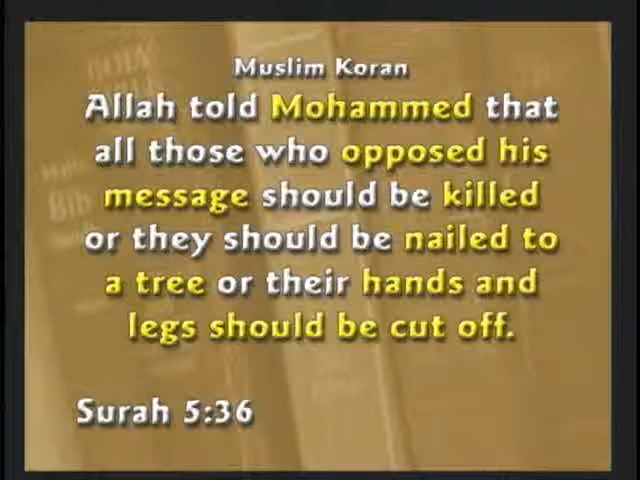 Muslim Koran
Allah told Mohammed that
all those who opposed his
message should be killed
or they should be nailed to
a tree or their hands and
legs should be cut off.
Surah 5:36